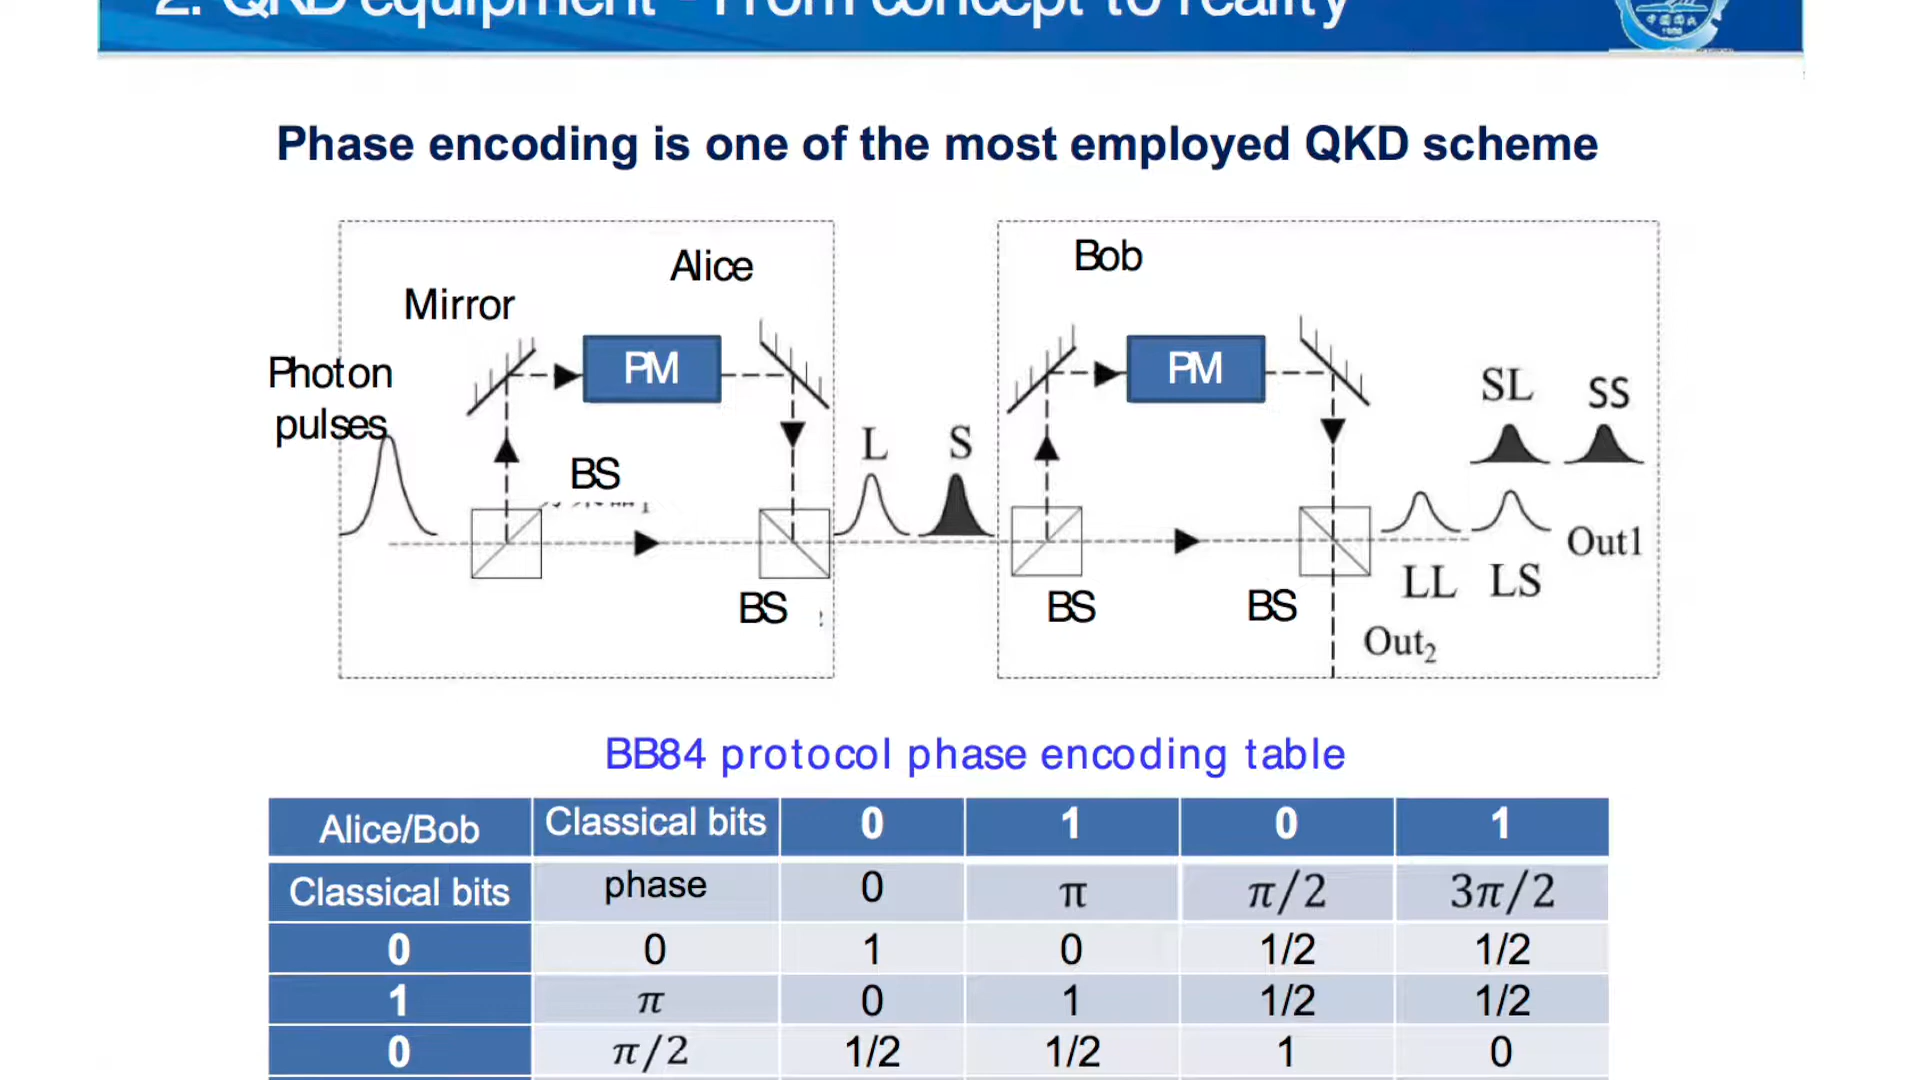 2. QKD equipment - From concept to reality
中国国
Phase encoding is one of the most employed QKD scheme
Alice
Bob
Mirror
Photon
pulses
PM
PM
SL
SS
L
S
BS
Out1
LL
LS
BS
BS
BS
Out2
BB84 protocol phase encoding table
Alice/Bob Classical bits 0 1 0 1
Classical bits phase 0 π π/2 3π/2
0 0 1 0 1/2 1/2
1 π 0 1 1/2 1/2
0 π/2 1/2 1/2 1 0